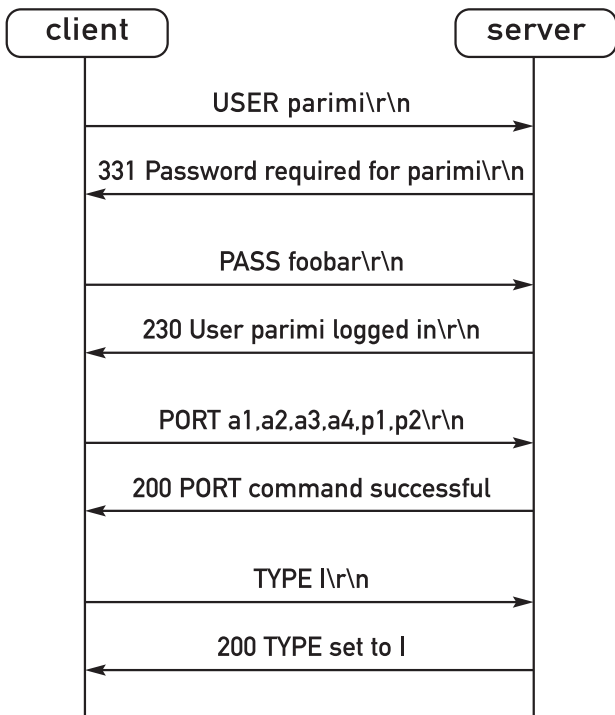 client
server
USER parimi\r\n
331 Password required for parimi\r\n
PASS foobar\r\n
230 User parimi logged in\r\n
PORT a1,a2,a3,a4,p1,p2\r\n
200 PORT command successful
TYPE I\r\n
200 TYPE set to I